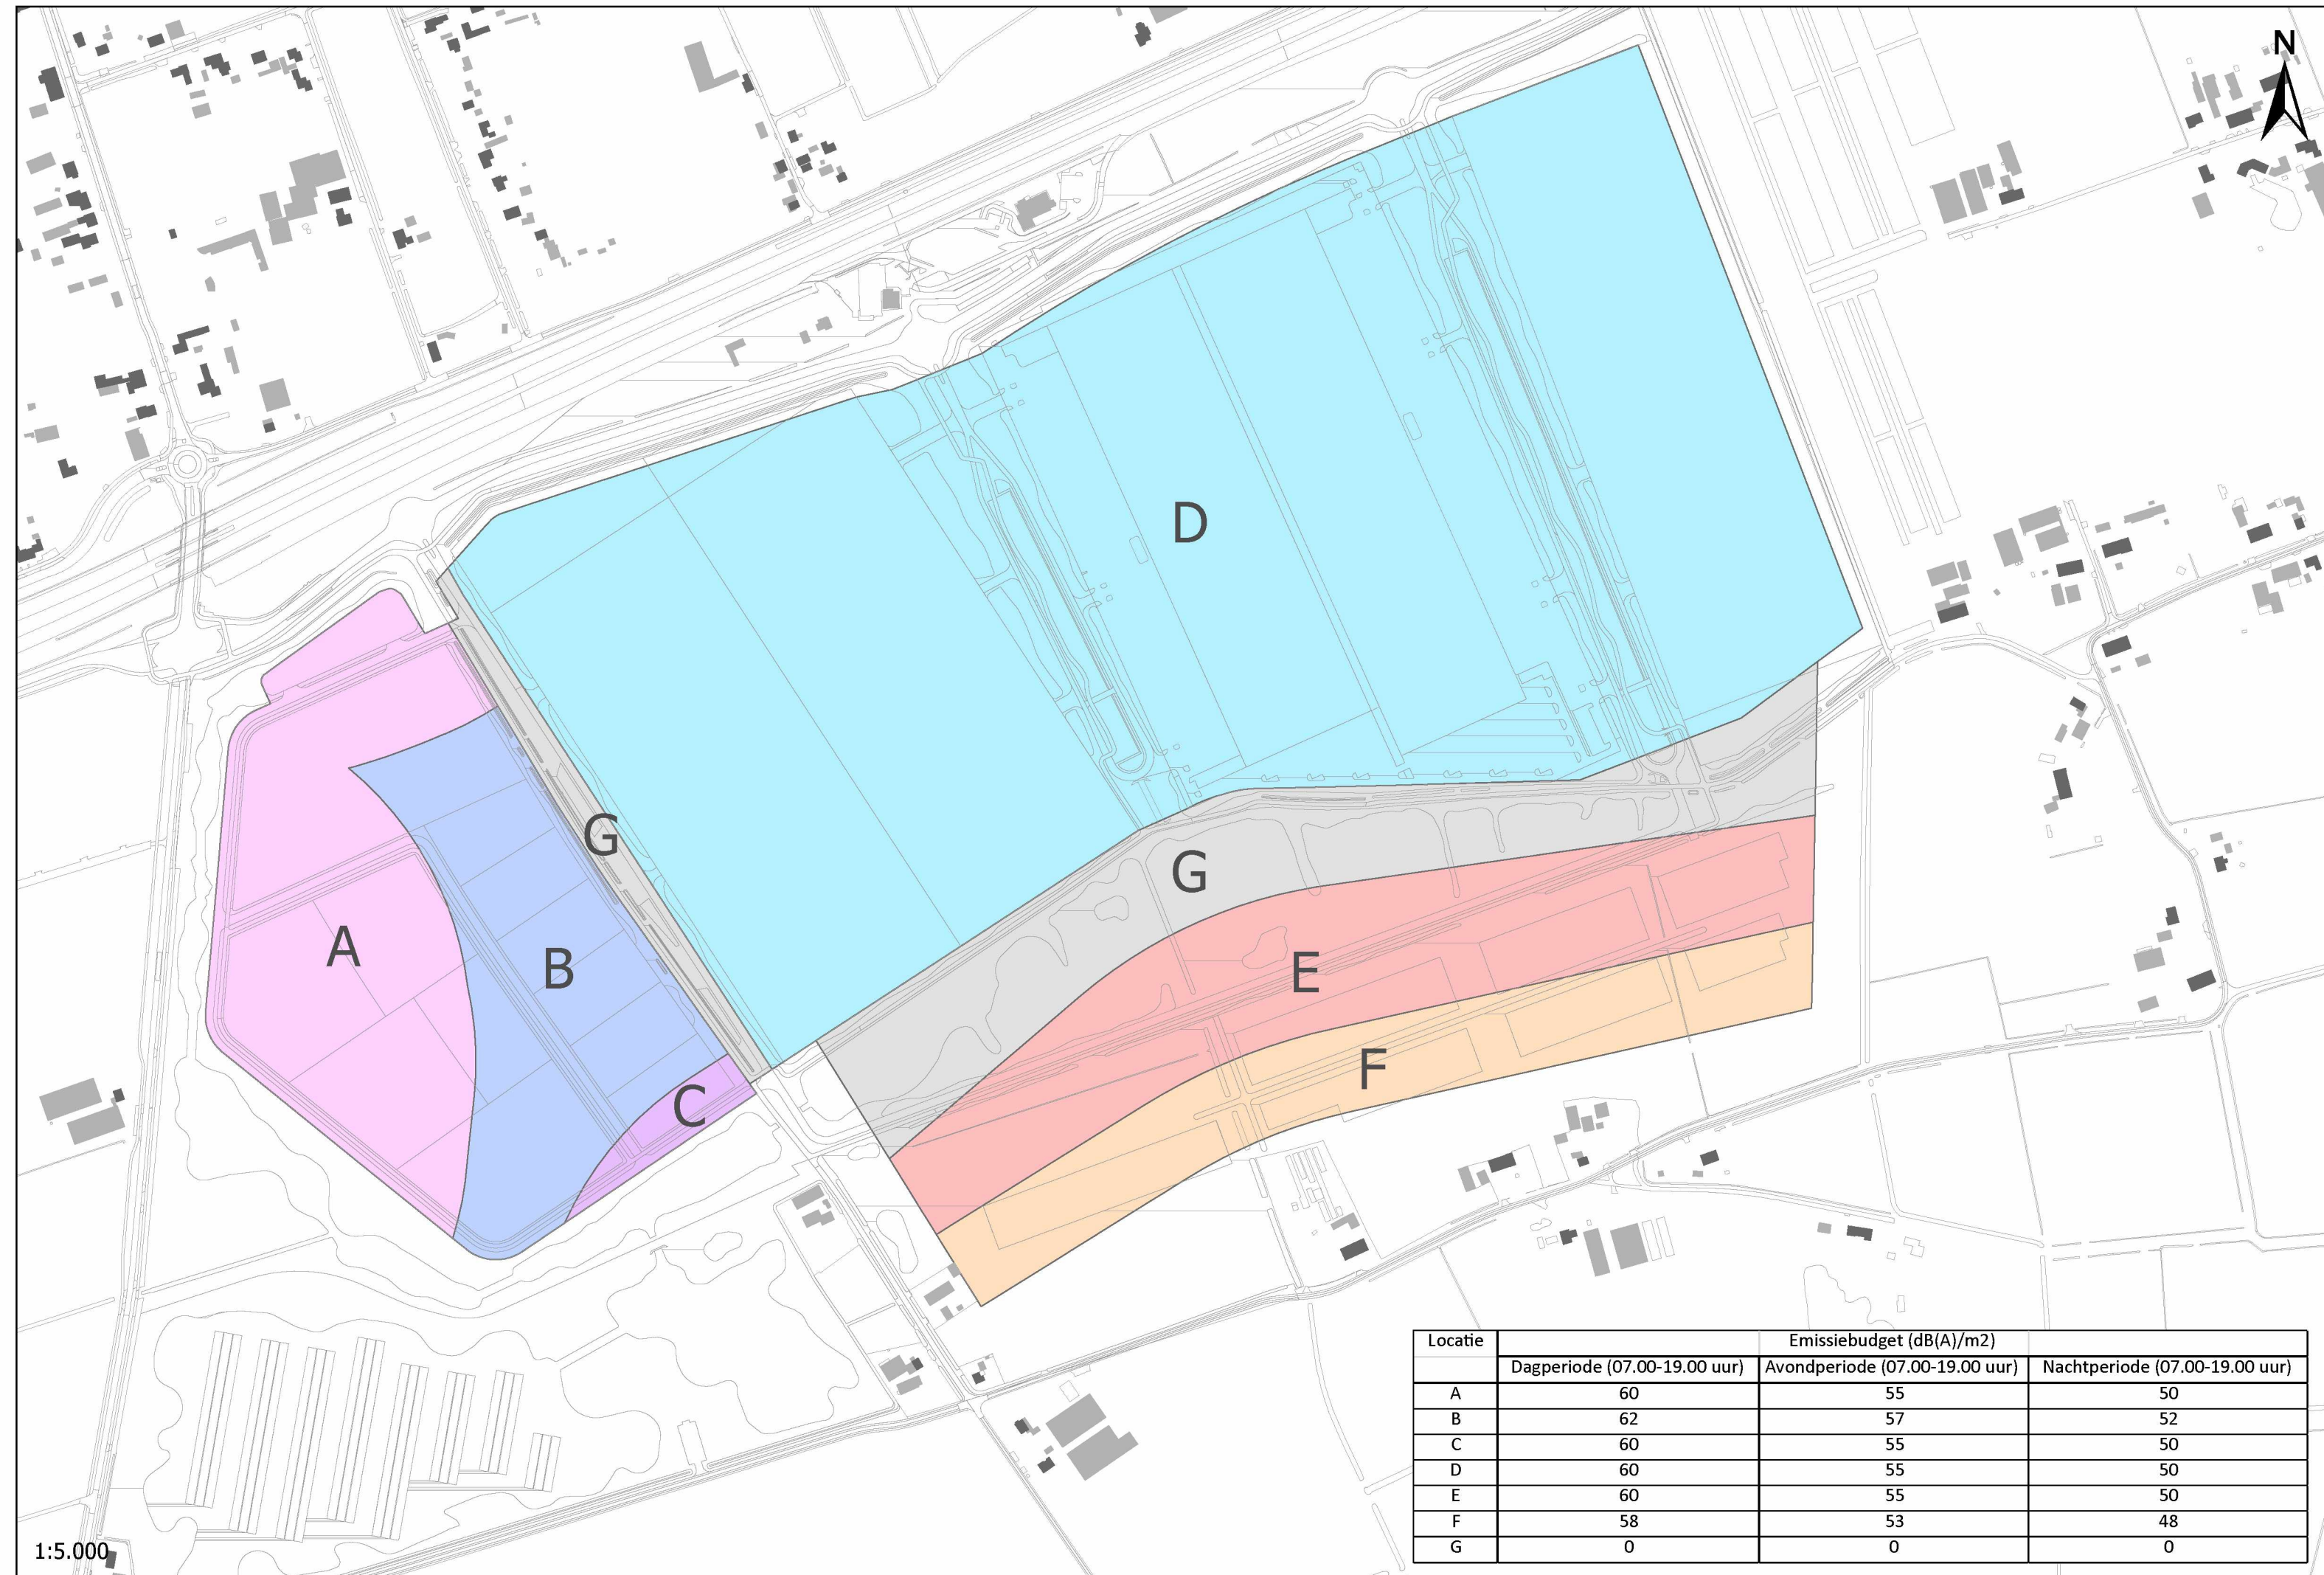 N
D
G
G
A
B
E
F
C
Locatie Emissiebudget (dB(A)/m2)
Dagperiode (07.00-19.00 uur) Avondperiode (07.00-19.00 uur) Nachtperiode (07.00-19.00 uur)
A 60 55 50
B 62 57 52
C 60 55 50
D 60 55 50
E 60 55 50
F 58 53 48
G 0 0 0
1:5.000